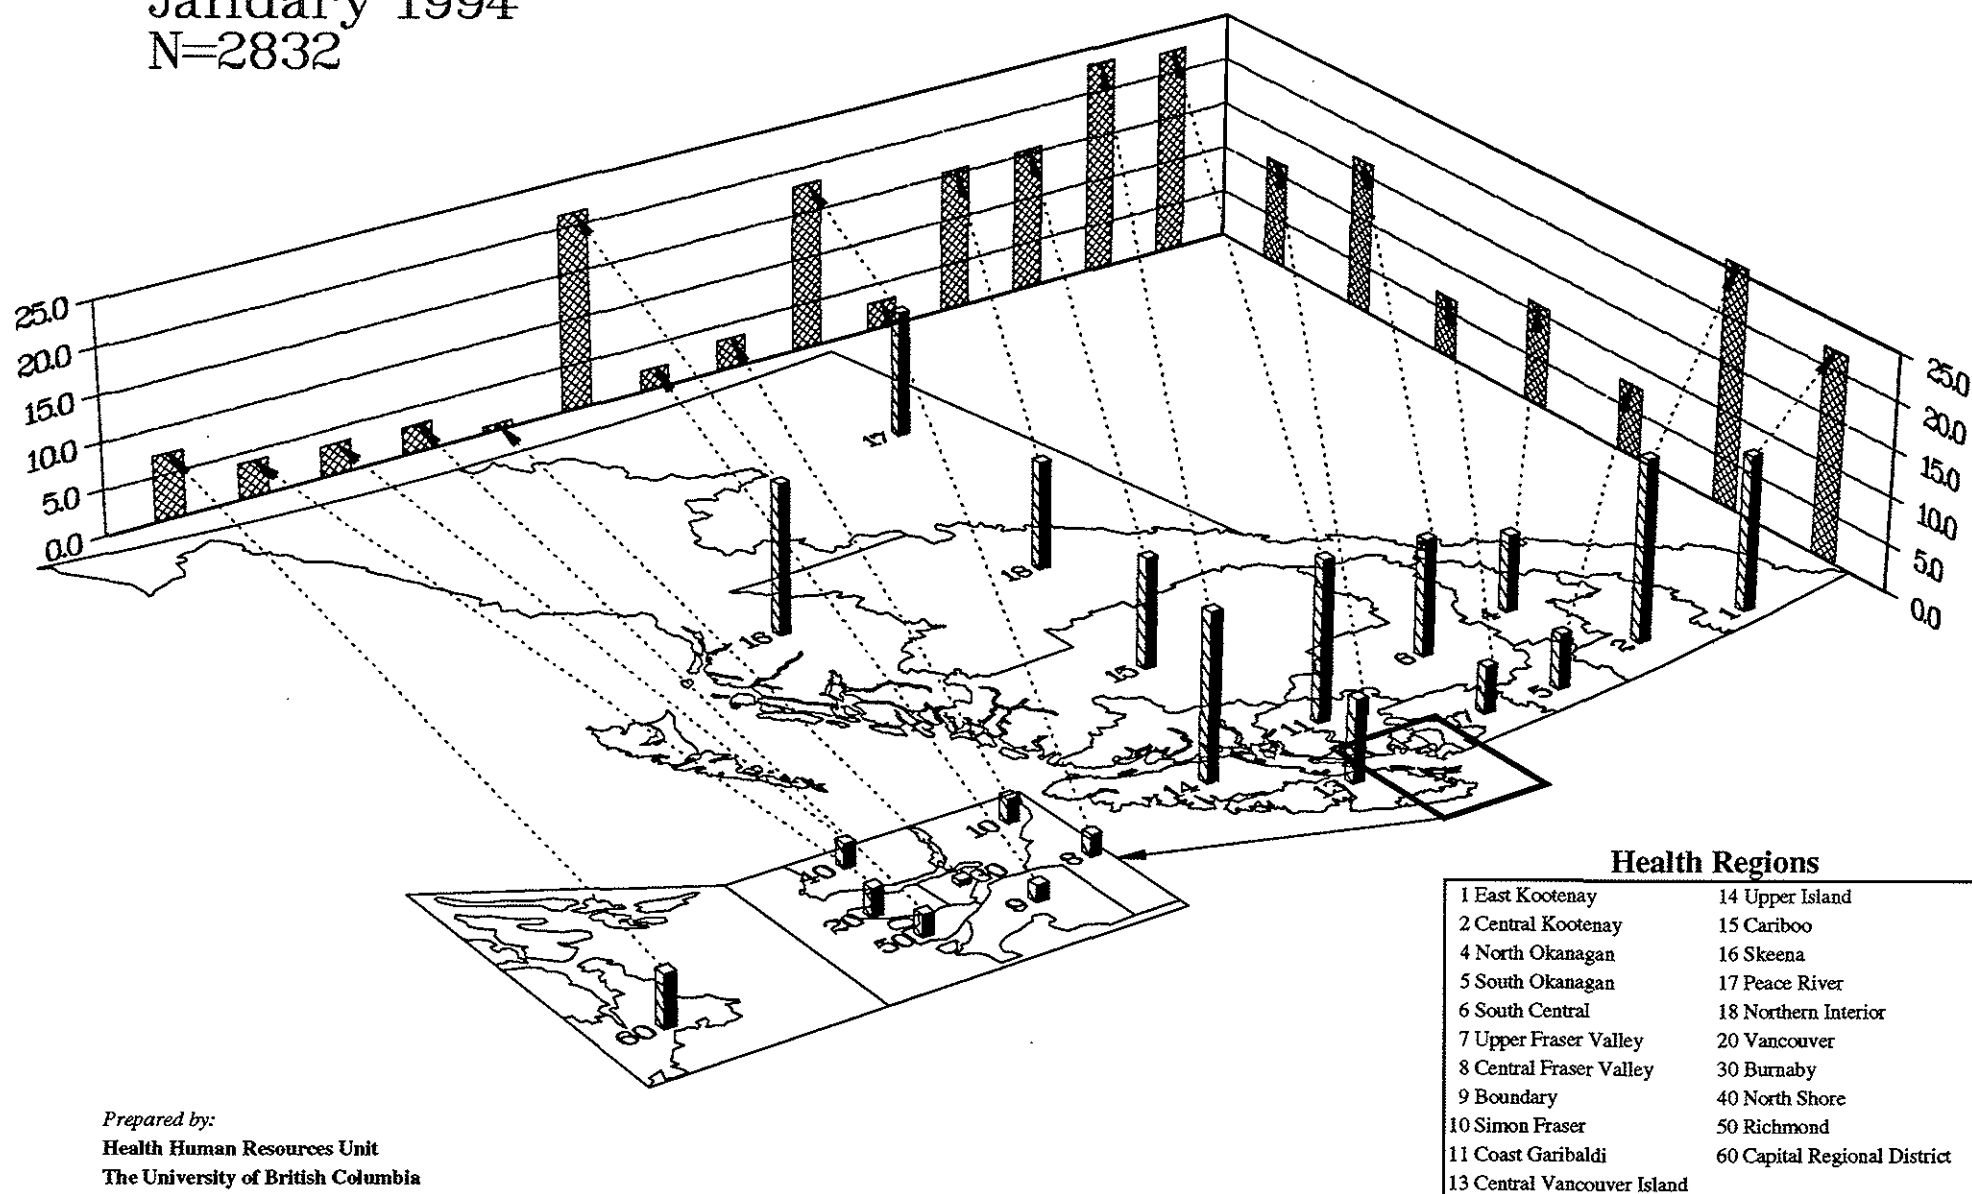 January 1994
N=2832
25.0
20.0
15.0
10.0
5.0
0.0
25.0
20.0
15.0
10.0
5.0
0.0
17
18
16
15
6
4
2
1
5
7
11
14
13
10
8
40
30
9
20
50
60
Health Regions
1 East Kootenay
2 Central Kootenay
4 North Okanagan
5 South Okanagan
6 South Central
7 Upper Fraser Valley
8 Central Fraser Valley
9 Boundary
10 Simon Fraser
11 Coast Garibaldi
13 Central Vancouver Island
14 Upper Island
15 Cariboo
16 Skeena
17 Peace River
18 Northern Interior
20 Vancouver
30 Burnaby
40 North Shore
50 Richmond
60 Capital Regional District
Prepared by:
Health Human Resources Unit
The University of British Columbia